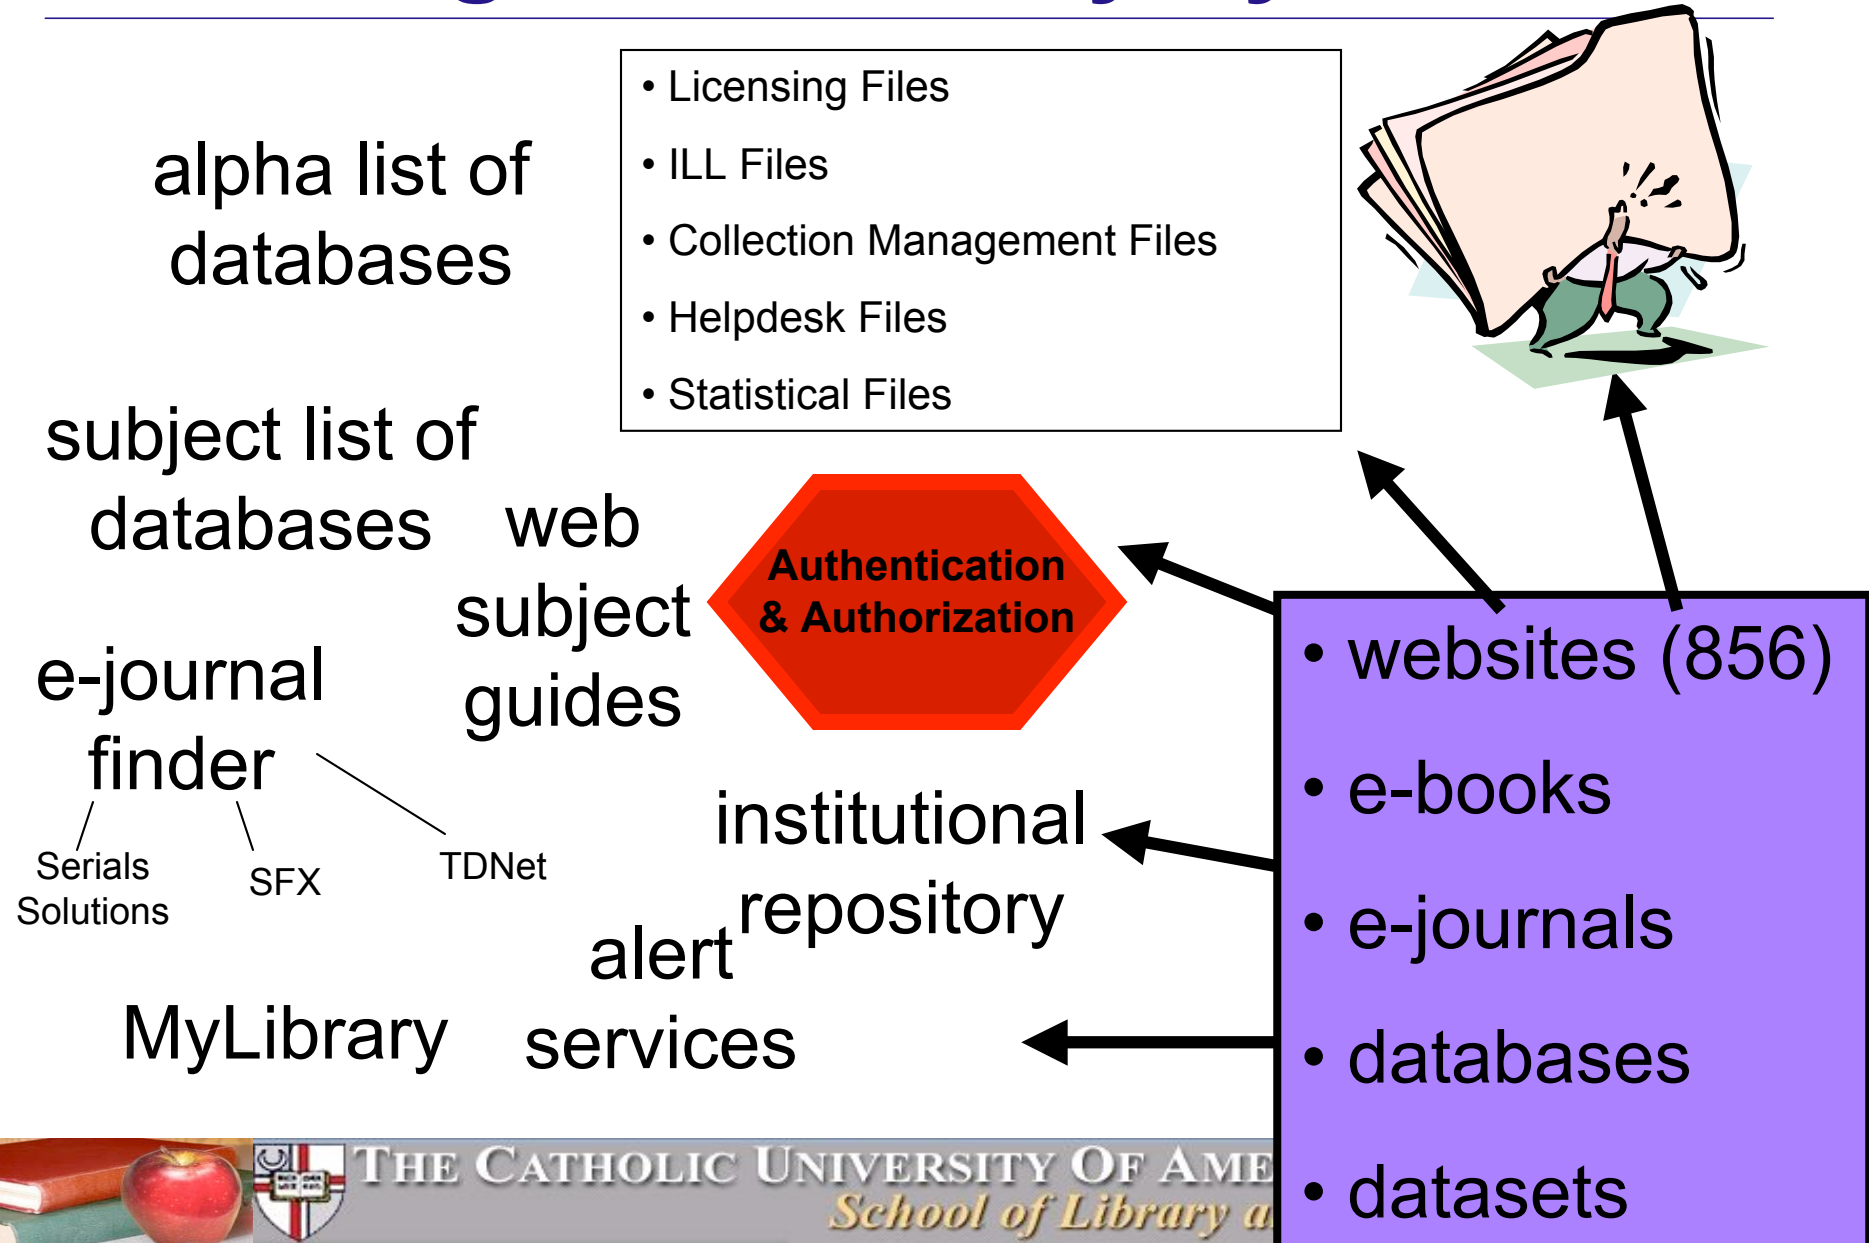 • Licensing Files
• ILL Files
• Collection Management Files
• Helpdesk Files
• Statistical Files
alpha list of
databases
subject list of
databases
web
subject
guides
Authentication
& Authorization
e-journal
finder
Serials
Solutions
SFX
TDNet
institutional
repository
alert
services
MyLibrary
• websites (856)
• e-books
• e-journals
• databases
• datasets
THE CATHOLIC UNIVERSITY OF AME
School of Library a